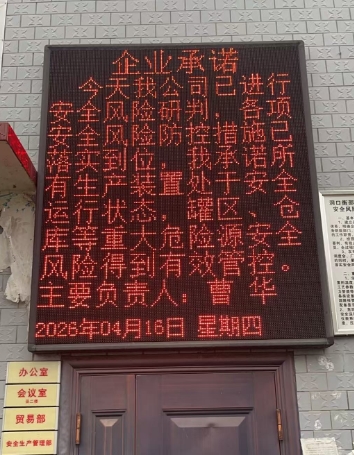 企业承诺
今天我公司已进行
安全风险研判，各项
安全风险防控措施已
落实到位，我承诺所
有生产装置处于安全
运行状态，罐区、仓
库等重大危险源安全
风险得到有效管控。
主要负责人：曹 华
2026年04月16日 星期四
办公室
会议室
贸易部
安全生产管理部